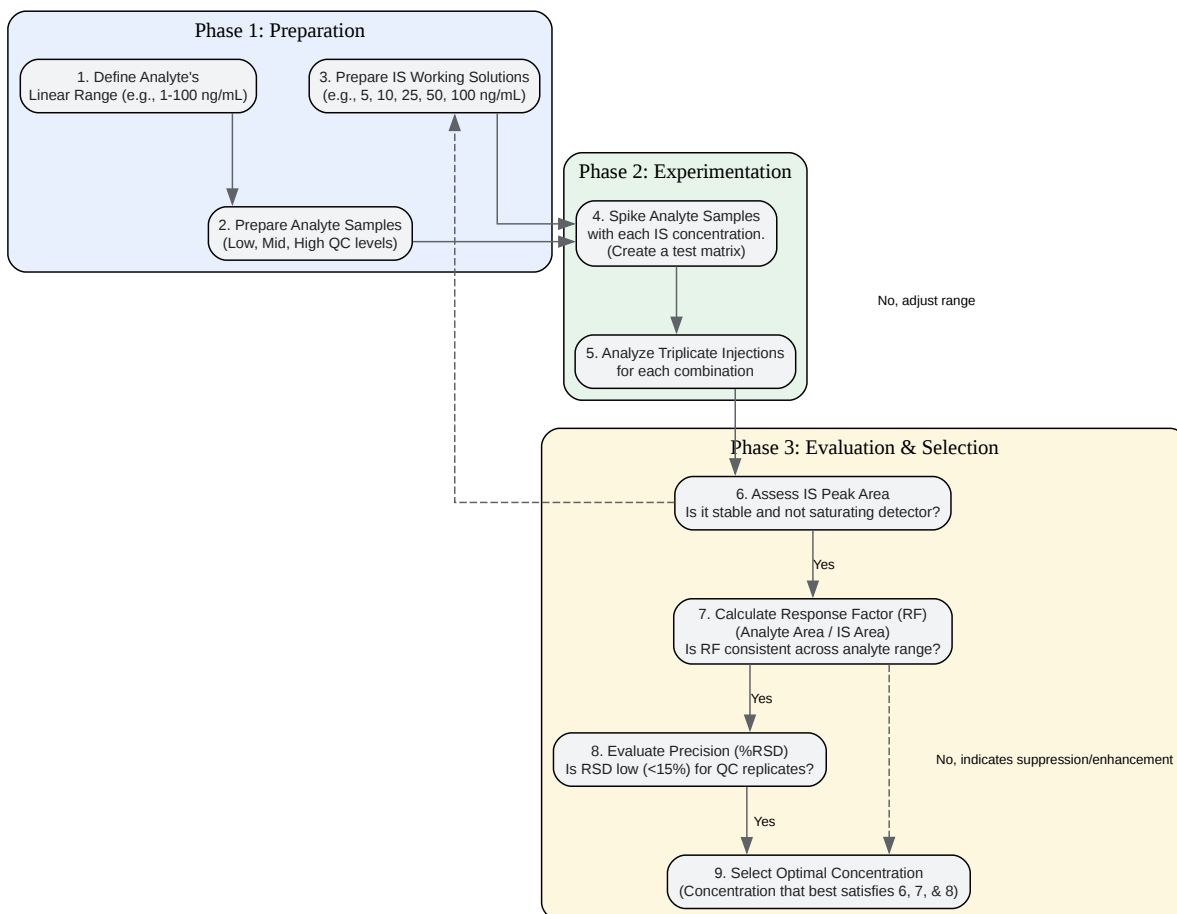 Phase 1: Preparation
1. Define Analyte's
Linear Range (e.g., 1-100 ng/mL)
3. Prepare IS Working Solutions
(e.g., 5, 10, 25, 50, 100 ng/mL)
2. Prepare Analyte Samples
(Low, Mid, High QC levels)
Phase 2: Experimentation
4. Spike Analyte Samples
with each IS concentration.
(Create a test matrix)
No, adjust range
5. Analyze Triplicate Injections
for each combination
Phase 3: Evaluation & Selection
6. Assess IS Peak Area
Is it stable and not saturating detector?
Yes
7. Calculate Response Factor (RF)
(Analyte Area / IS Area)
Is RF consistent across analyte range?
Yes
8. Evaluate Precision (%RSD)
Is RSD low (<15%) for QC replicates?
No, indicates suppression/enhancement
Yes
9. Select Optimal Concentration
(Concentration that best satisfies 6, 7, & 8)